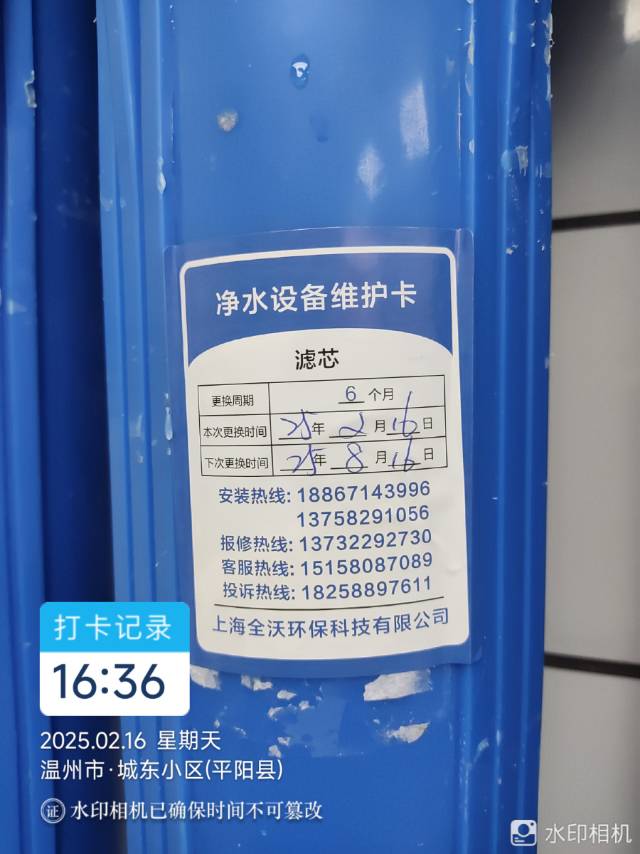 净水设备维护卡
滤芯
更换周期 6 个月
本次更换时间 25 年 2 月 16 日
下次更换时间 25 年 8 月 16 日
安装热线: 18867143996
13758291056
报修热线: 13732292730
客服热线: 15158087089
投诉热线: 18258897611
上海全沃环保科技有限公司
打卡记录
16:36
2025.02.16 星期天
温州市·城东小区(平阳县)
证 水印相机已确保时间不可篡改
水印相机